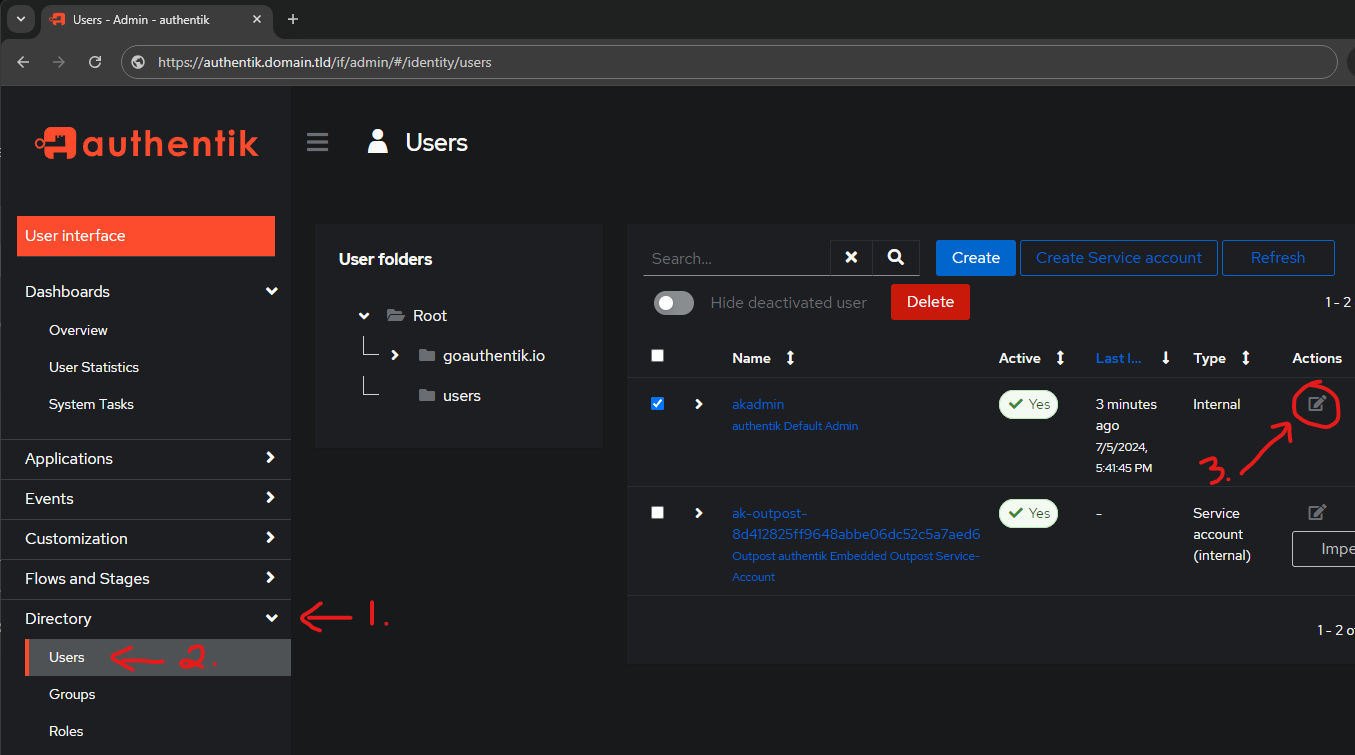 Users - Admin - authentik
https://authentik.domain.tld/if/admin/#/identity/users
authentik
User interface
Dashboards
Overview
User Statistics
System Tasks
Applications
Events
Customization
Flows and Stages
Directory
1.
Users
2.
Groups
Roles
Users
User folders
Root
goauthentik.io
users
Search...
Create
Create Service account
Refresh
Hide deactivated user
Delete
1 - 2
Name
Active
Last l...
Type
Actions
akadmin
authentik Default Admin
Yes
3 minutes
ago
7/5/2024,
5:41:45 PM
Internal
3.
ak-outpost-
8d412825ff9648abbe06dc52c5a7aed6
Outpost authentik Embedded Outpost Service-
Account
Yes
-
Service
account
(internal)
Impe
1 - 2 o